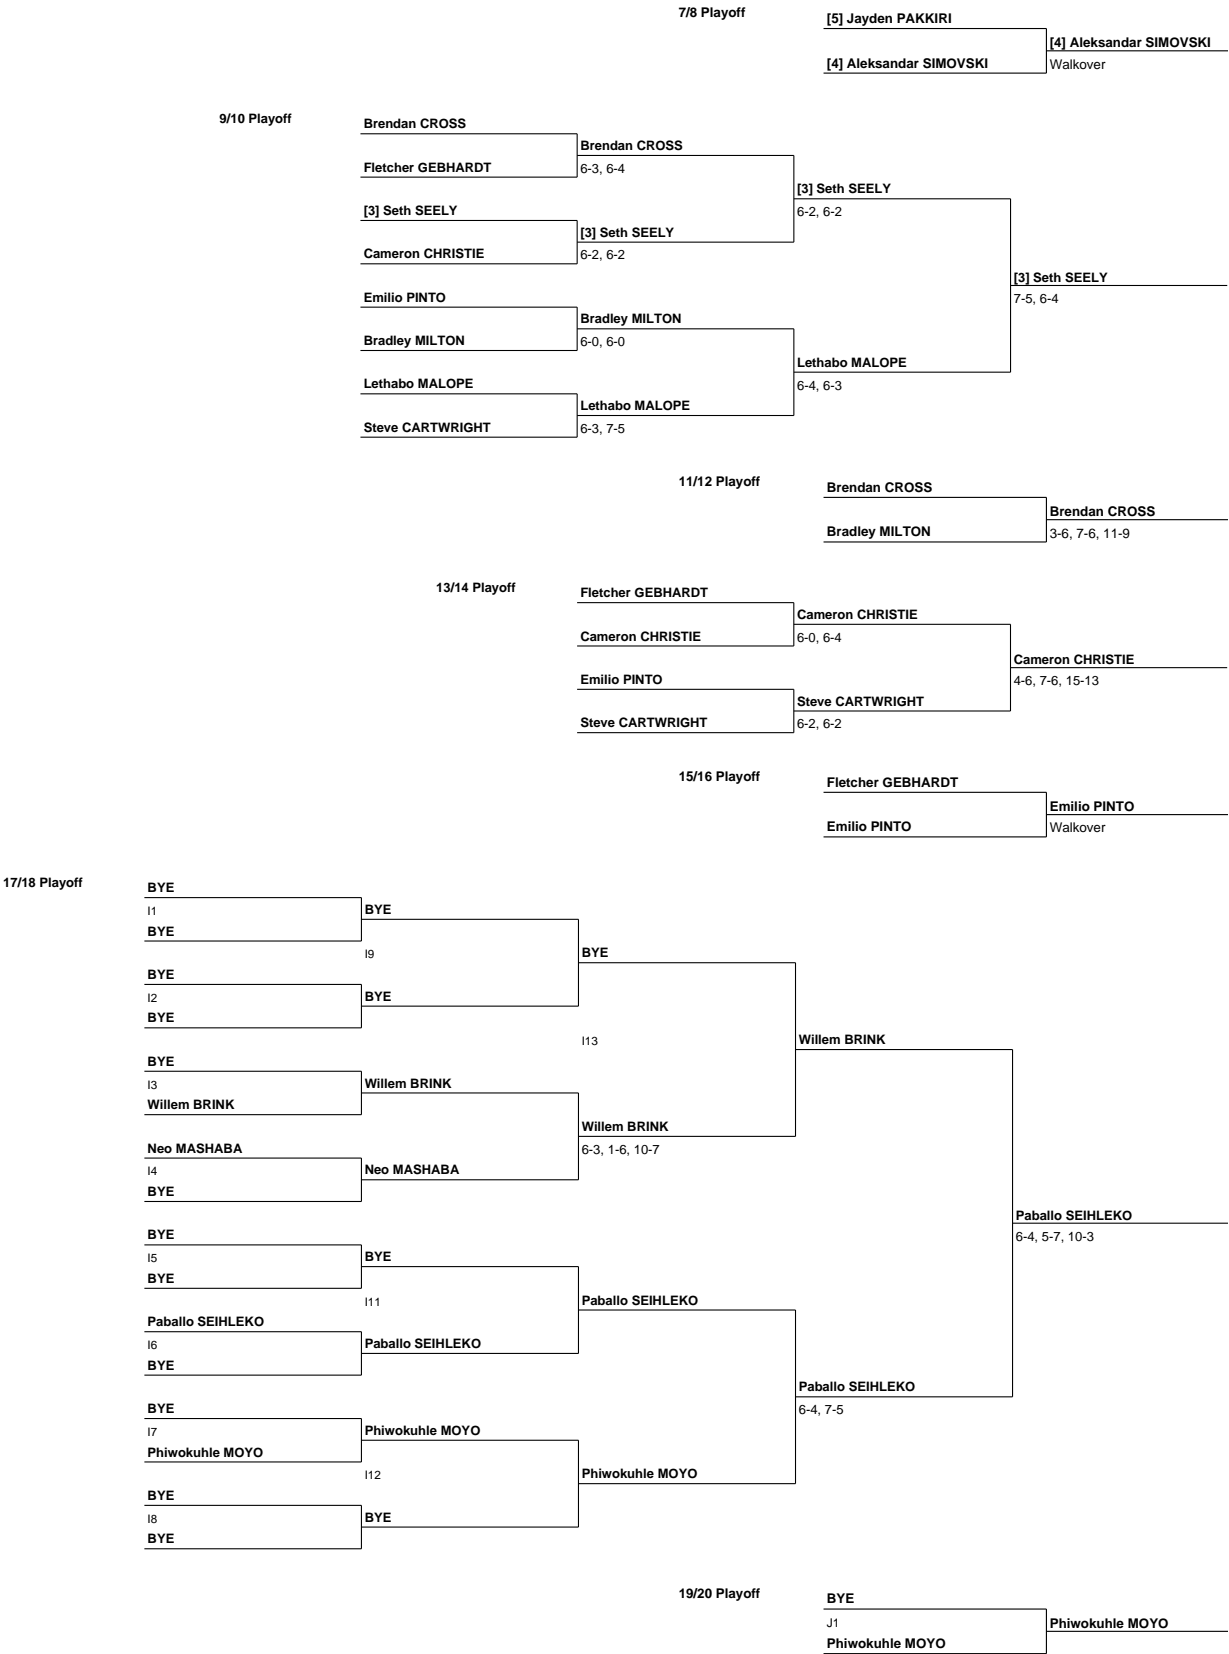 7/8 Playoff
[5] Jayden PAKKIRI
[4] Aleksandar SIMOVSKI
[4] Aleksandar SIMOVSKI
Walkover
9/10 Playoff
Brendan CROSS
Brendan CROSS
Fletcher GEBHARDT
6-3, 6-4
[3] Seth SEELY
6-2, 6-2
[3] Seth SEELY
[3] Seth SEELY
Cameron CHRISTIE
6-2, 6-2
[3] Seth SEELY
7-5, 6-4
Emilio PINTO
Bradley MILTON
Bradley MILTON
6-0, 6-0
Lethabo MALOPE
6-4, 6-3
Lethabo MALOPE
Lethabo MALOPE
Steve CARTWRIGHT
6-3, 7-5
11/12 Playoff
Brendan CROSS
Brendan CROSS
Bradley MILTON
3-6, 7-6, 11-9
13/14 Playoff
Fletcher GEBHARDT
Cameron CHRISTIE
Cameron CHRISTIE
6-0, 6-4
Cameron CHRISTIE
4-6, 7-6, 15-13
Emilio PINTO
Steve CARTWRIGHT
Steve CARTWRIGHT
6-2, 6-2
15/16 Playoff
Fletcher GEBHARDT
Emilio PINTO
Emilio PINTO
Walkover
17/18 Playoff
BYE
I1
BYE
BYE
I9
BYE
BYE
I2
BYE
BYE
I13
Willem BRINK
BYE
I3
Willem BRINK
Willem BRINK
Willem BRINK
6-3, 1-6, 10-7
Neo MASHABA
I4
Neo MASHABA
BYE
Paballo SEIHLEKO
6-4, 5-7, 10-3
BYE
I5
BYE
BYE
I11
Paballo SEIHLEKO
Paballo SEIHLEKO
I6
Paballo SEIHLEKO
BYE
Paballo SEIHLEKO
6-4, 7-5
BYE
I7
Phiwokuhle MOYO
Phiwokuhle MOYO
I12
Phiwokuhle MOYO
BYE
I8
BYE
BYE
19/20 Playoff
BYE
J1
Phiwokuhle MOYO
Phiwokuhle MOYO